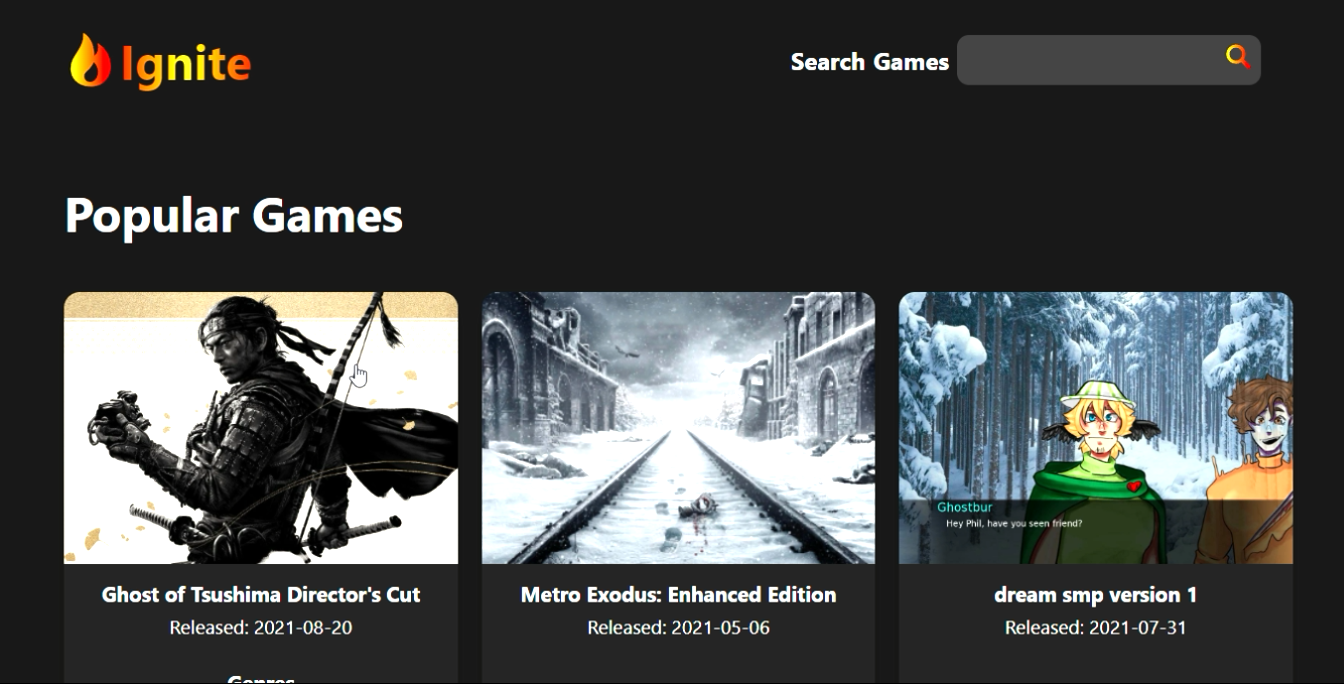 Ignite
Search Games
Popular Games
Ghostbur
Hey Phil, have you seen friend?
Ghost of Tsushima Director's Cut
Released: 2021-08-20
Metro Exodus: Enhanced Edition
Released: 2021-05-06
dream smp version 1
Released: 2021-07-31
Genres